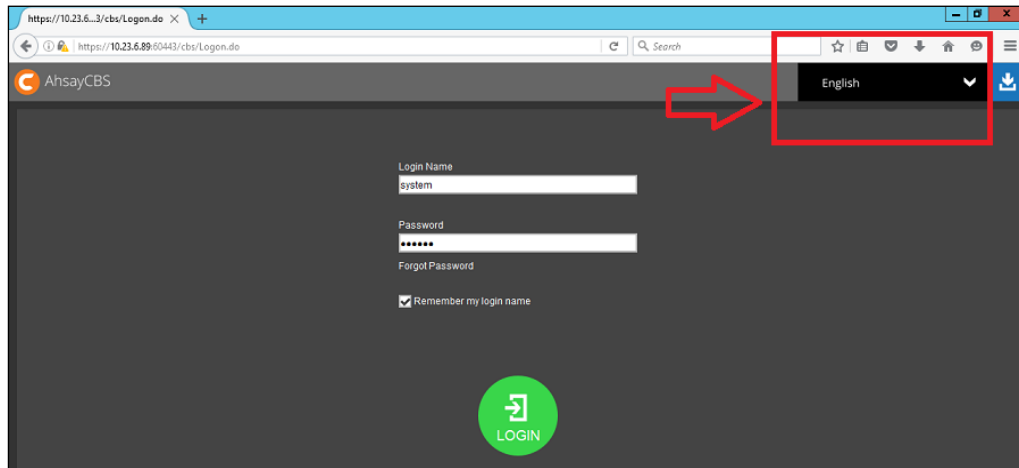 https://10.23.6...3/cbs/Logon.do
https://10.23.6.89:60443/cbs/Logon.do
Search
AhsayCBS
English
Login Name
system
Password
Forgot Password
Remember my login name
LOGIN